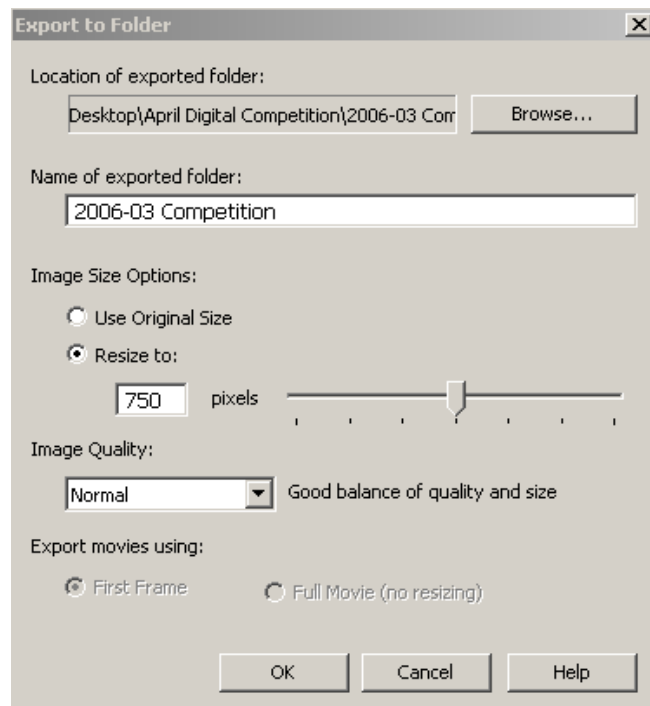 Export to Folder
Location of exported folder:
Desktop\April Digital Competition\2006-03 Com
Browse...
Name of exported folder:
2006-03 Competition
Image Size Options:
Use Original Size
Resize to:
750 pixels
Image Quality:
Normal Good balance of quality and size
Export movies using:
First Frame Full Movie (no resizing)
OK Cancel Help